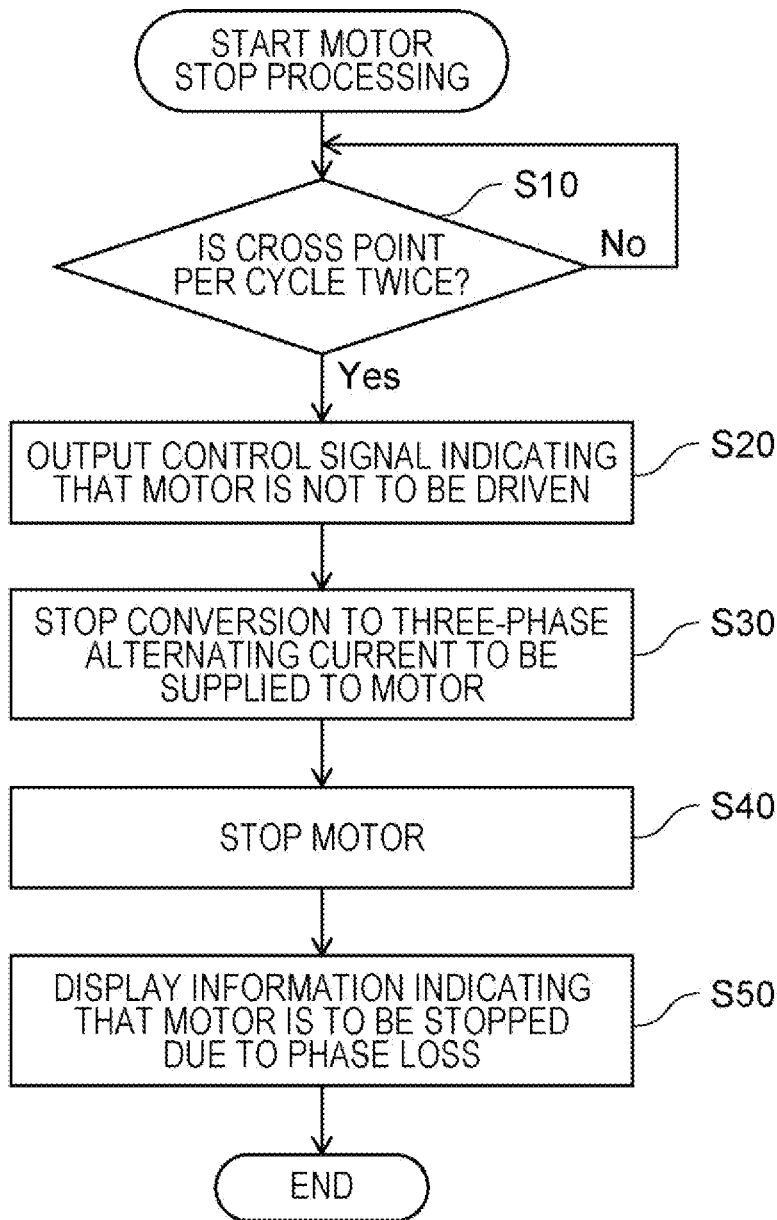 START MOTOR
STOP PROCESSING
S10
IS CROSS POINT
PER CYCLE TWICE?
No
Yes
OUTPUT CONTROL SIGNAL INDICATING
THAT MOTOR IS NOT TO BE DRIVEN
S20
STOP CONVERSION TO THREE-PHASE
ALTERNATING CURRENT TO BE
SUPPLIED TO MOTOR
S30
STOP MOTOR
S40
DISPLAY INFORMATION INDICATING
THAT MOTOR IS TO BE STOPPED
DUE TO PHASE LOSS
S50
END